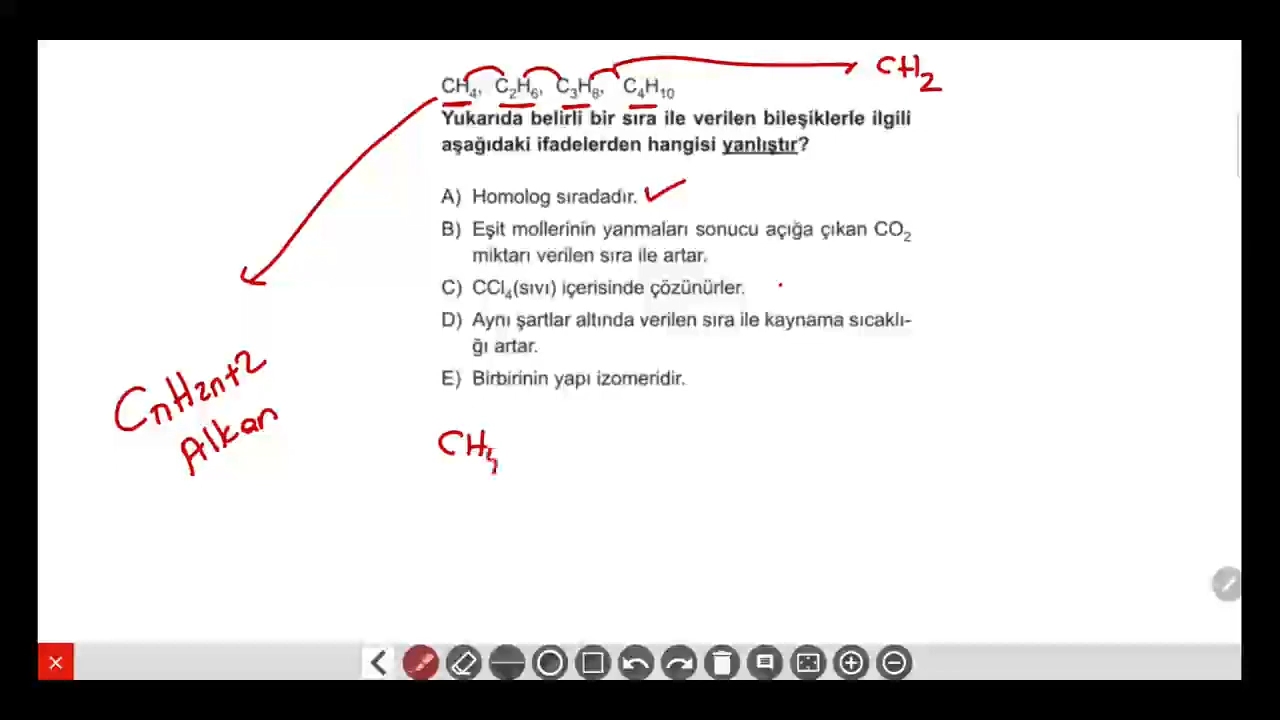 CH₂
CH₄, C₂H₆, C₃H₈, C₄H₁₀
Yukarıda belirli bir sıra ile verilen bileşiklerle ilgili
aşağıdaki ifadelerden hangisi yanlıştır?
A) Homolog sıradadır.
B) Eşit mollerinin yanmaları sonucu açığa çıkan CO₂
miktarı verilen sıra ile artar.
C) CCl₄(sıvı) içerisinde çözünürler.
D) Aynı şartlar altında verilen sıra ile kaynama sıcaklı-
ğı artar.
E) Birbirinin yapı izomeridir.
CnH2n+2
Alkan
CH₄